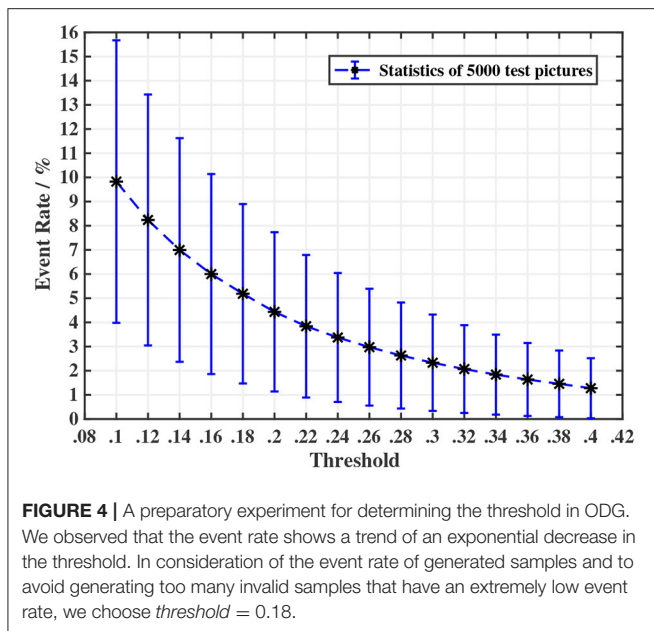 16
15
14
13
12
11
10
9
8
7
6
5
4
3
2
1
0
Event Rate / %
Statistics of 5000 test pictures
.08 .1 .12 .14 .16 .18 .2 .22 .24 .26 .28 .3 .32 .34 .36 .38 .4 .42
Threshold
FIGURE 4 | A preparatory experiment for determining the threshold in ODG.
We observed that the event rate shows a trend of an exponential decrease in
the threshold. In consideration of the event rate of generated samples and to
avoid generating too many invalid samples that have an extremely low event
rate, we choose threshold = 0.18.